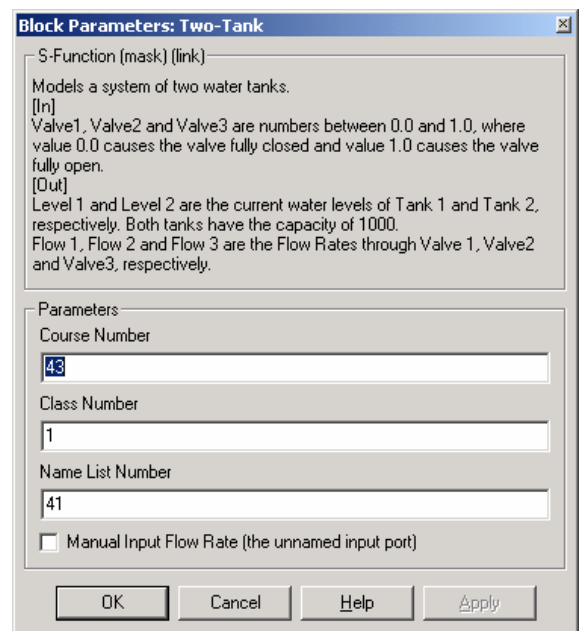 Block Parameters: Two-Tank
S-Function (mask) (link)
Models a system of two water tanks.
[In]
Valve1, Valve2 and Valve3 are numbers between 0.0 and 1.0, where
value 0.0 causes the valve fully closed and value 1.0 causes the valve
fully open.
[Out]
Level 1 and Level 2 are the current water levels of Tank 1 and Tank 2,
respectively. Both tanks have the capacity of 1000.
Flow 1, Flow 2 and Flow 3 are the Flow Rates through Valve 1, Valve2
and Valve3, respectively.
Parameters
Course Number
43
Class Number
1
Name List Number
41
Manual Input Flow Rate (the unnamed input port)
OK Cancel Help Apply